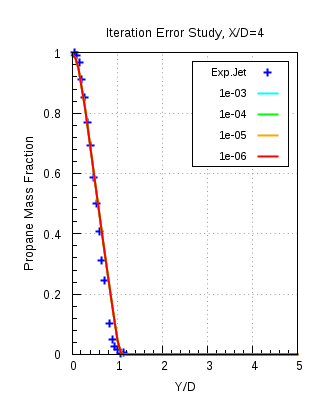 Iteration Error Study, X/D=4
Propane Mass Fraction
1
0.8
0.6
0.4
0.2
0
Exp.Jet
1e-03
1e-04
1e-05
1e-06
0 1 2 3 4 5
Y/D